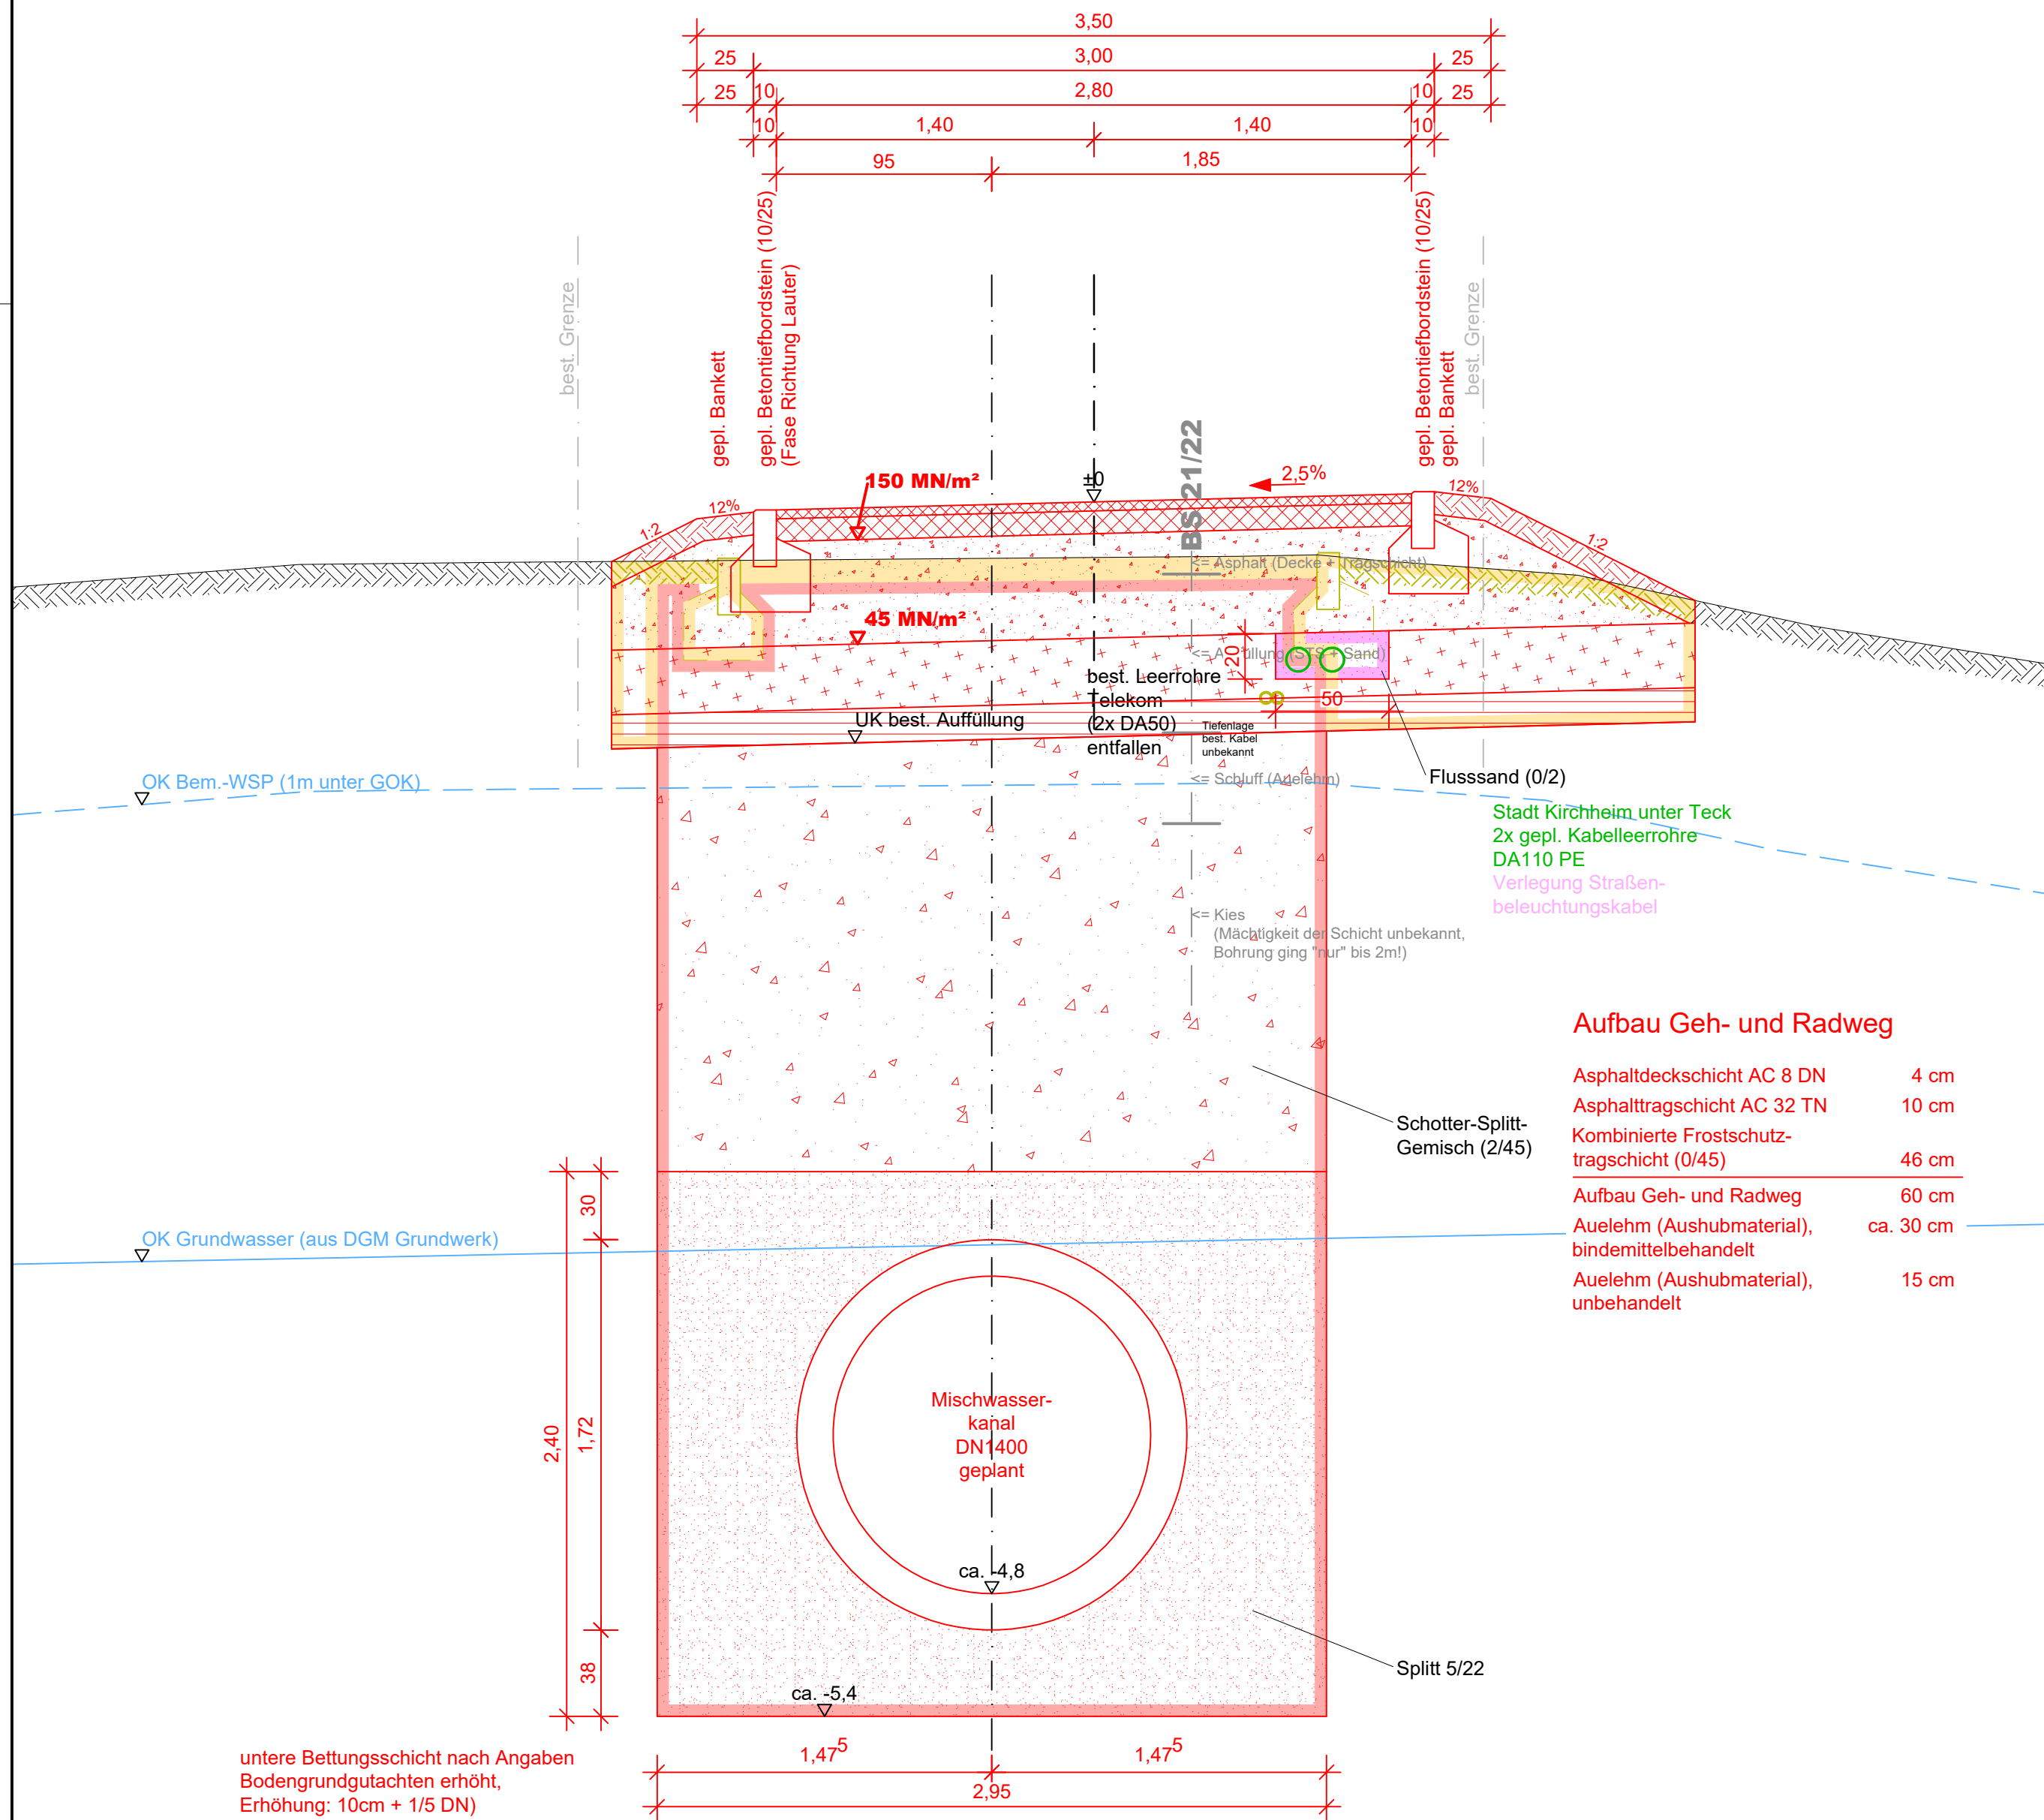 3,50
25
3,00
25
25
10
2,80
10
25
10
1,40
1,40
10
95
1,85
best. Grenze
gepl. Bankett
gepl. Betontiefbordstein (10/25)
(Fase Richtung Lauter)
gepl. Betontiefbordstein (10/25)
gepl. Bankett
best. Grenze
BS 21/22
150 MN/m²
±0
2,5%
12%
12%
1:2
1:2
<= Asphalt (Decke + Tragschicht)
45 MN/m²
20
50
best. Leerrohre
Telekom
(2x DA50)
entfallen
UK best. Auffüllung
Tiefenlage
best. Kabel
unbekannt
<= Schluff (Auelehm)
Flusssand (0/2)
OK Bem.-WSP (1m unter GOK)
Stadt Kirchheim unter Teck
2x gepl. Kabelleerrohre
DA110 PE
Verlegung Straßen-
beleuchtungskabel
<= Kies
(Mächtigkeit der Schicht unbekannt,
Bohrung ging "nur" bis 2m!)
Aufbau Geh- und Radweg
Asphaltdeckschicht AC 8 DN 4 cm
Asphalttragschicht AC 32 TN 10 cm
Kombinierte Frostschutz-
tragschicht (0/45) 46 cm
Aufbau Geh- und Radweg 60 cm
Auelehm (Aushubmaterial), ca. 30 cm
bindemittelbehandelt
Auelehm (Aushubmaterial), 15 cm
unbehandelt
Schotter-Splitt-
Gemisch (2/45)
OK Grundwasser (aus DGM Grundwerk)
30
1,72
2,40
38
Mischwasser-
kanal
DN1400
geplant
ca. -4,8
Splitt 5/22
ca. -5,4
1,47⁵
1,47⁵
2,95
untere Bettungsschicht nach Angaben
Bodengrundgutachten erhöht,
Erhöhung: 10cm + 1/5 DN)